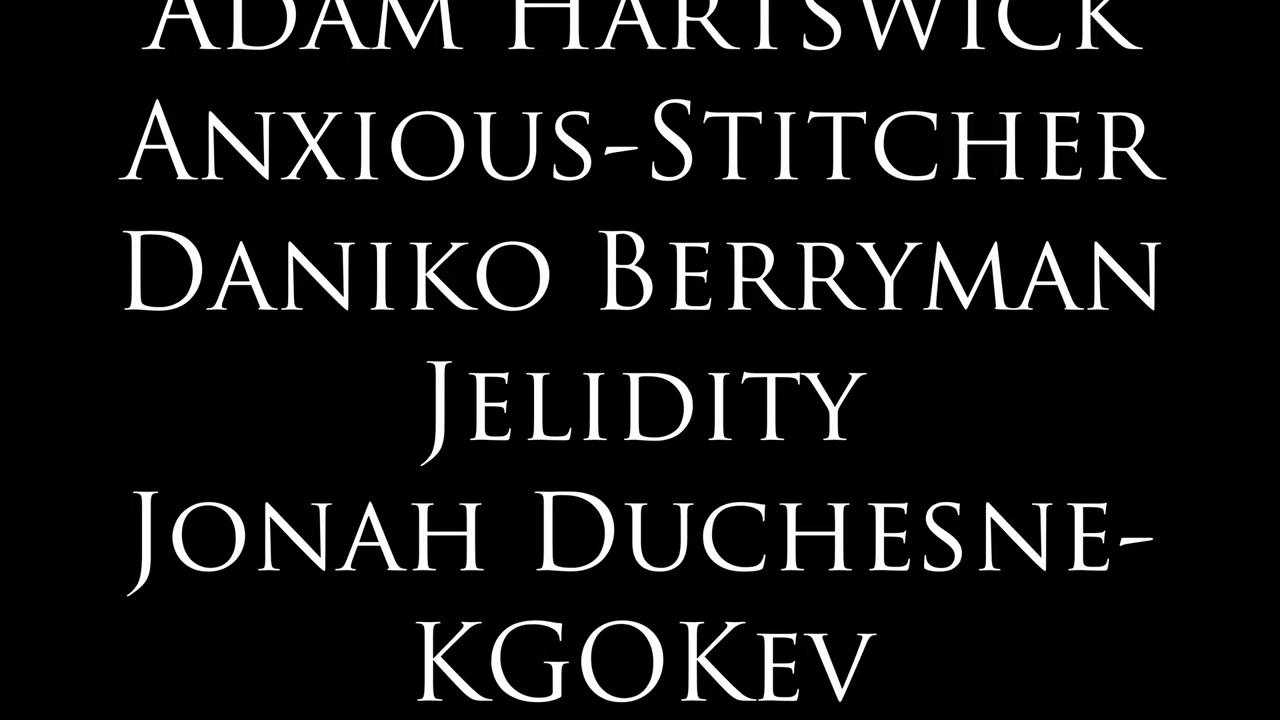 Adam Hartswick
Anxious-Stitcher
Daniko Berryman
Jelidity
Jonah Duchesne-
KGOKev